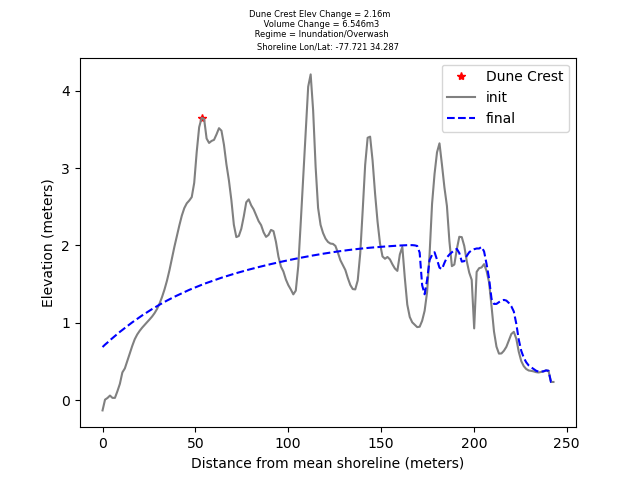 Dune Crest Elev Change = 2.16m
Volume Change = 6.546m3
Regime = Inundation/Overwash
Shoreline Lon/Lat: -77.721 34.287
Dune Crest
init
final
Elevation (meters)
4
3
2
1
0
0 50 100 150 200 250
Distance from mean shoreline (meters)